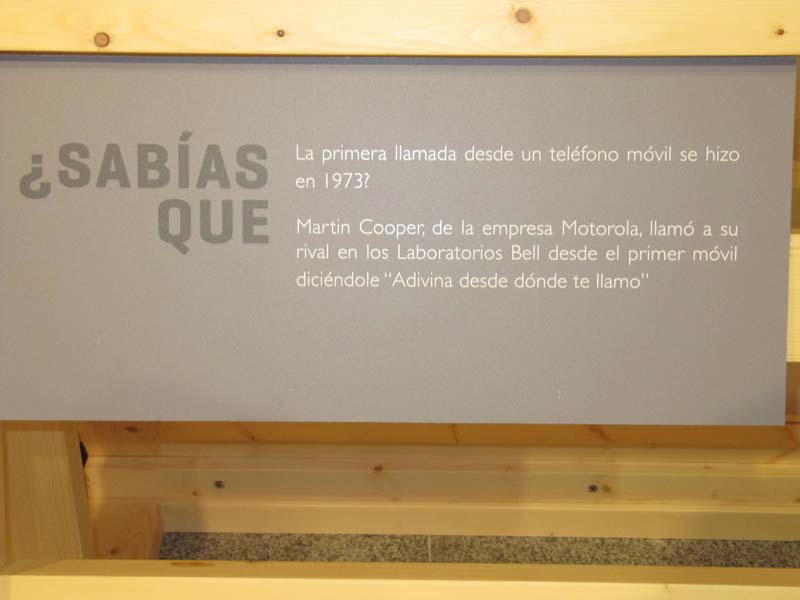 ¿SABÍAS
QUE
La primera llamada desde un teléfono móvil se hizo
en 1973?
Martin Cooper, de la empresa Motorola, llamó a su
rival en los Laboratorios Bell desde el primer móvil
diciéndole “Adivina desde dónde te llamo”